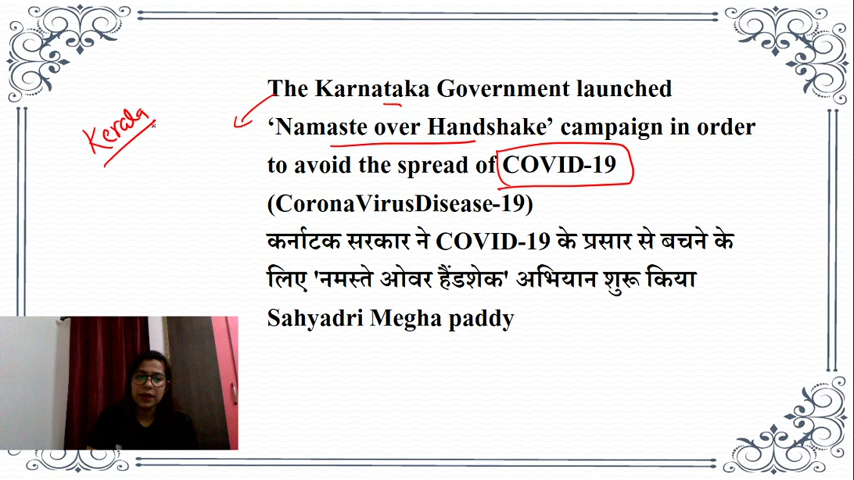 The Karnataka Government launched
‘Namaste over Handshake’ campaign in order
to avoid the spread of COVID-19
(CoronaVirusDisease-19)
कर्नाटक सरकार ने COVID-19 के प्रसार से बचने के
लिए 'नमस्ते ओवर हैंडशेक' अभियान शुरू किया
Sahyadri Megha paddy
Kerala